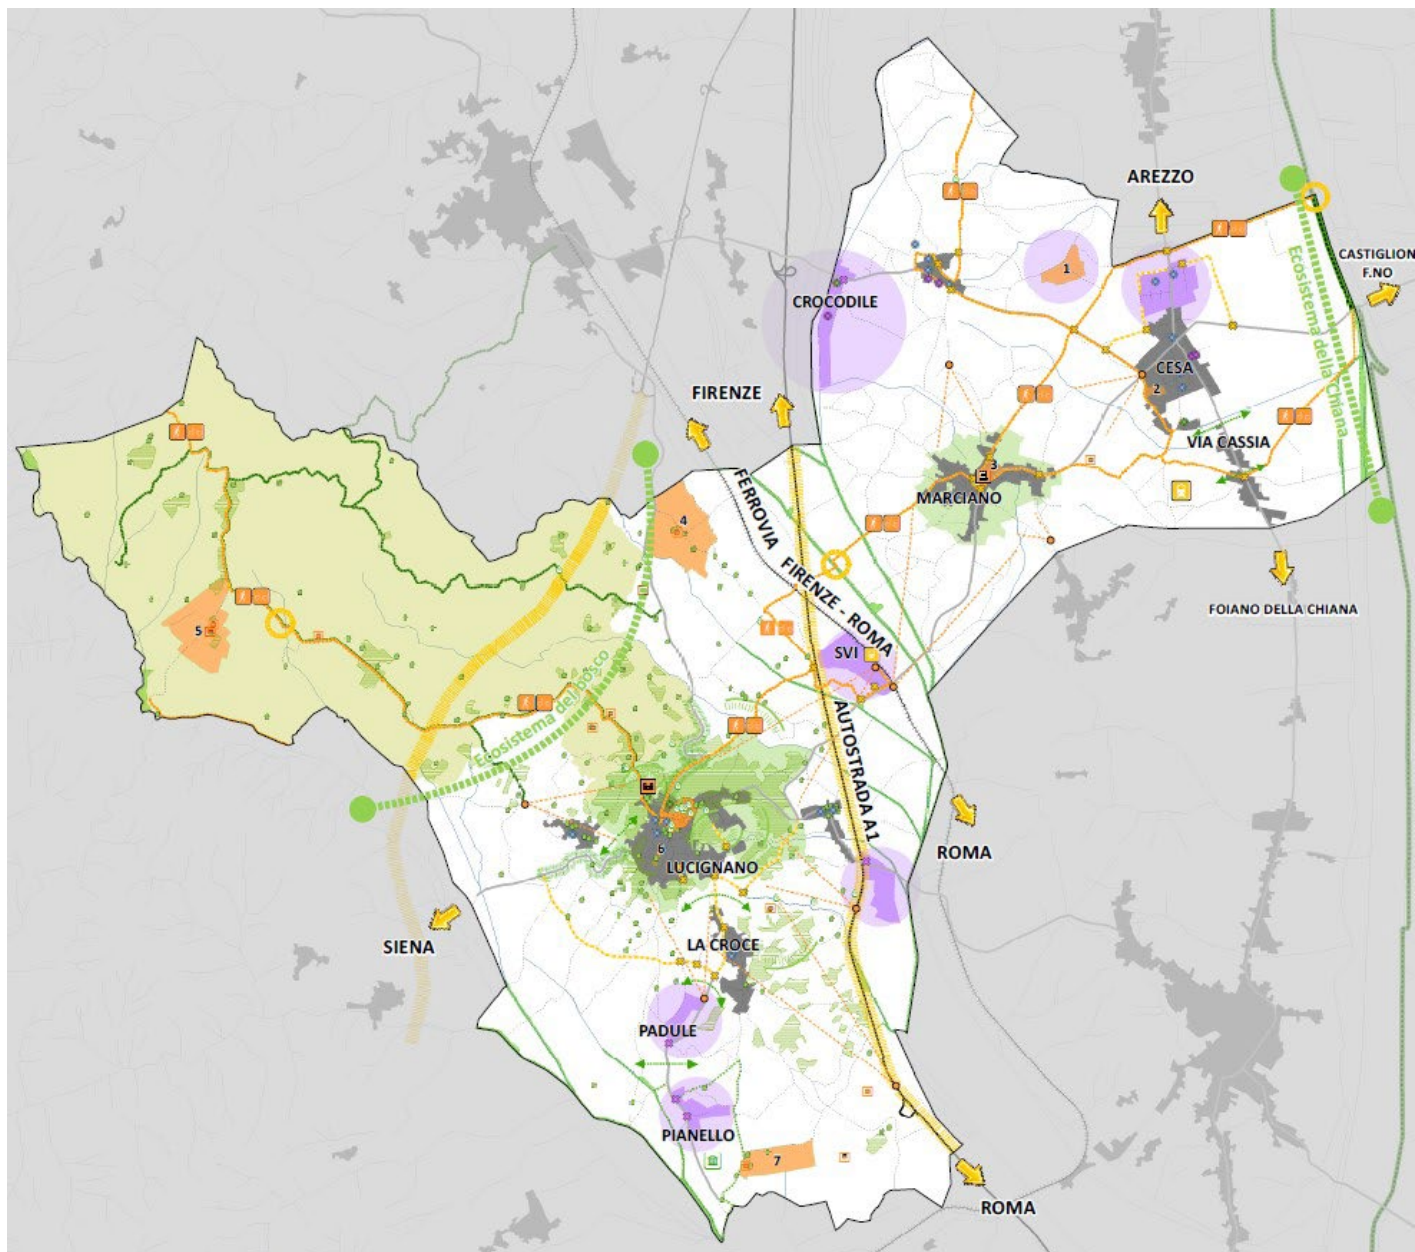 AREZZO
CASTIGLION
F.NO
Ecosistema della Chiana
1
CROCODILE
CESA
2
FIRENZE
VIA CASSIA
3
MARCIANO
4
FERROVIA FIRENZE - ROMA
FOIANO DELLA CHIANA
5
SVI
Ecosistema del bosco
AUTOSTRADA A1
6
LUCIGNANO
ROMA
SIENA
LA CROCE
PADULE
PIANELLO
7
ROMA